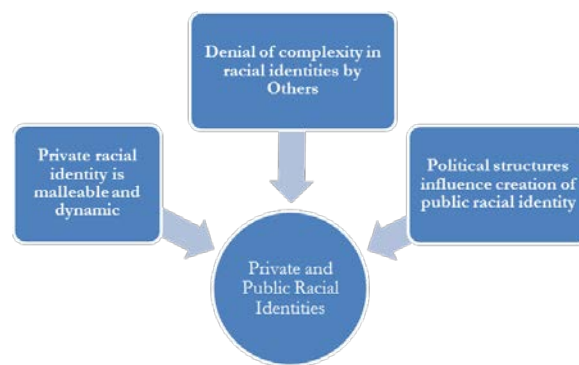 Denial of complexity in
racial identities by
Others
Private racial
identity is
malleable and
dynamic
Political structures
influence creation of
public racial identity
Private and
Public Racial
Identities